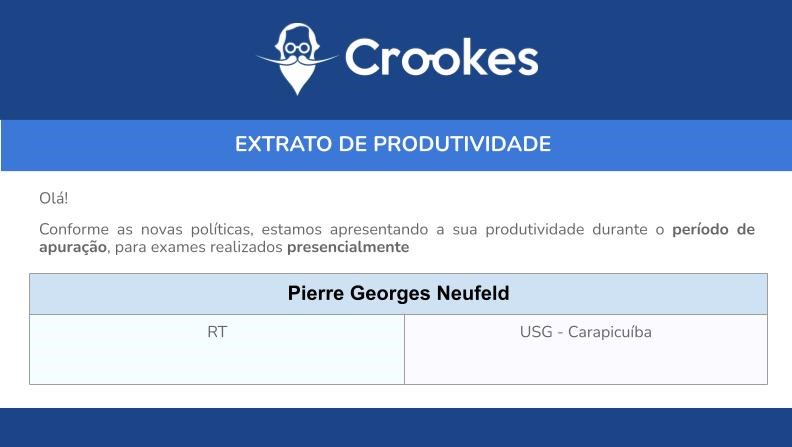 Crookes
EXTRATO DE PRODUTIVIDADE
Olá!
Conforme as novas políticas, estamos apresentando a sua produtividade durante o período de
apuração, para exames realizados presencialmente
Pierre Georges Neufeld
RT
USG - Carapicuíba